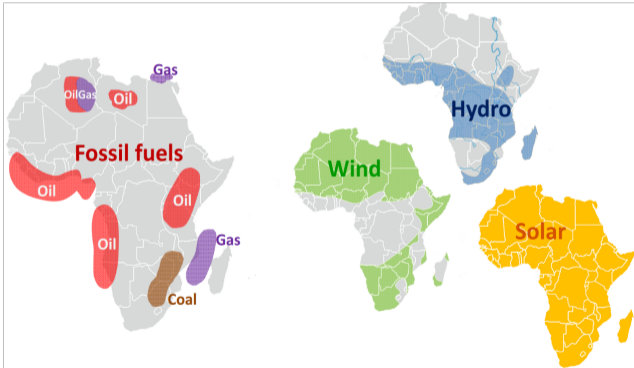 Gas
Oil Gas
Oil
Fossil fuels
Oil
Oil
Oil
Gas
Coal
Hydro
Wind
Solar